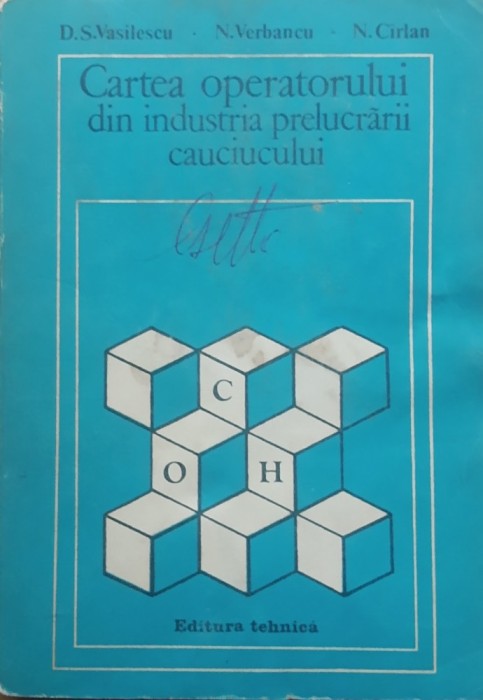 D.S.Vasilescu · N.Verbancu · N.Cîrlan
Cartea operatorului
din industria prelucrării
cauciucului
C
O H
Editura tehnică